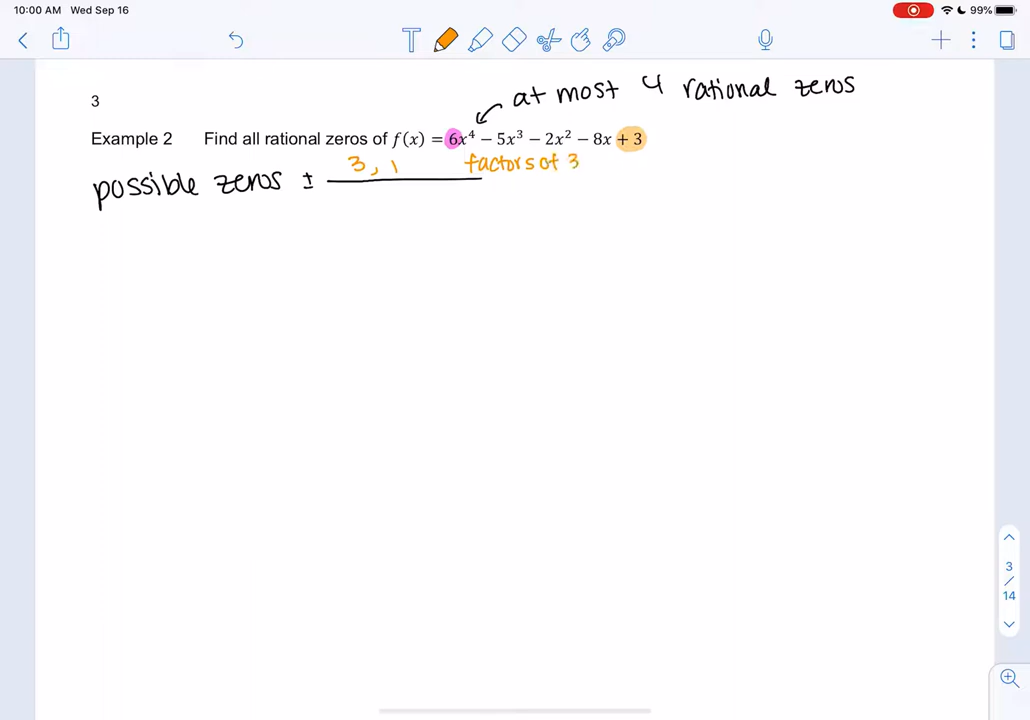 10:00 AM Wed Sep 16
99%
T
at most 4 rational zeros
3
Example 2 Find all rational zeros of f(x) = 6x⁴ − 5x³ − 2x² − 8x + 3
3, 1 factors of 3
possible zeros ±
3
/
14